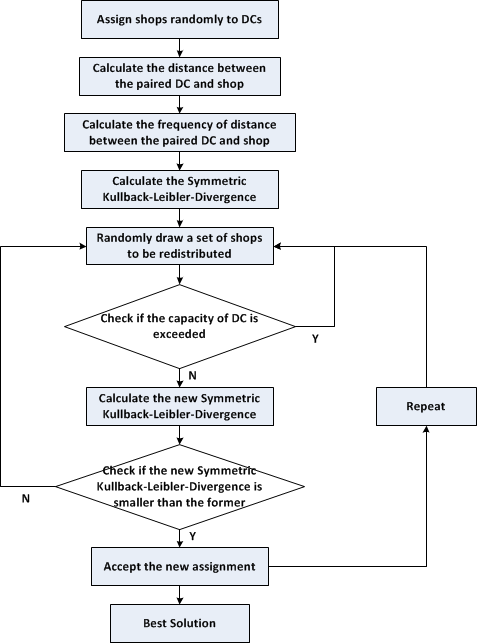 Assign shops randomly to DCs
Calculate the distance between
the paired DC and shop
Calculate the frequency of distance
between the paired DC and shop
Calculate the Symmetric
Kullback-Leibler-Divergence
Randomly draw a set of shops
to be redistributed
Check if the capacity of DC is
exceeded
Y
N
Calculate the new Symmetric
Kullback-Leibler-Divergence
Repeat
Check if the new Symmetric
Kullback-Leibler-Divergence is
smaller than the former
N
Y
Accept the new assignment
Best Solution